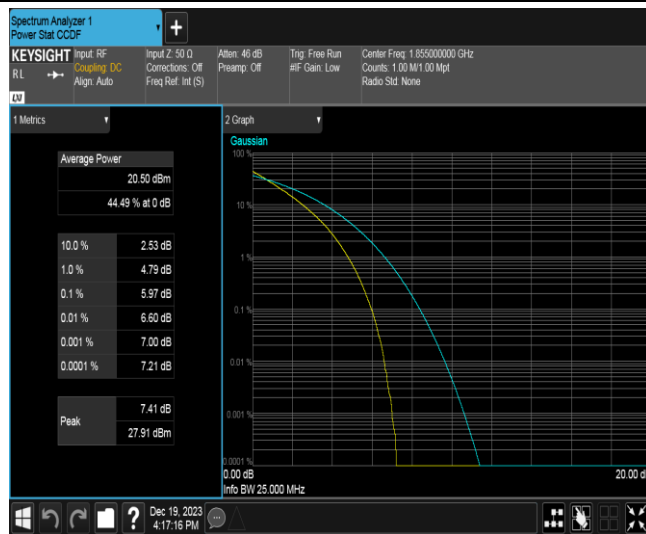 Spectrum Analyzer 1
Power Stat CCDF
+
KEYSIGHT
RL
LXI
Input: RF
Coupling: DC
Align: Auto
Input Z: 50 Ω
Corrections: Off
Freq Ref: Int (S)
Atten: 46 dB
Preamp: Off
Trig: Free Run
#IF Gain: Low
Center Freq: 1.855000000 GHz
Counts: 1.00 M/1.00 Mpt
Radio Std: None
1 Metrics
Average Power
20.50 dBm
44.49 % at 0 dB
10.0 % 2.53 dB
1.0 % 4.79 dB
0.1 % 5.97 dB
0.01 % 6.60 dB
0.001 % 7.00 dB
0.0001 % 7.21 dB
Peak
7.41 dB
27.91 dBm
2 Graph
Gaussian
100 %
10 %
1 %
0.1 %
0.01 %
0.001 %
0.0001 %
0.00 dB 20.00 d
Info BW 25.000 MHz
?
Dec 19, 2023
4:17:16 PM